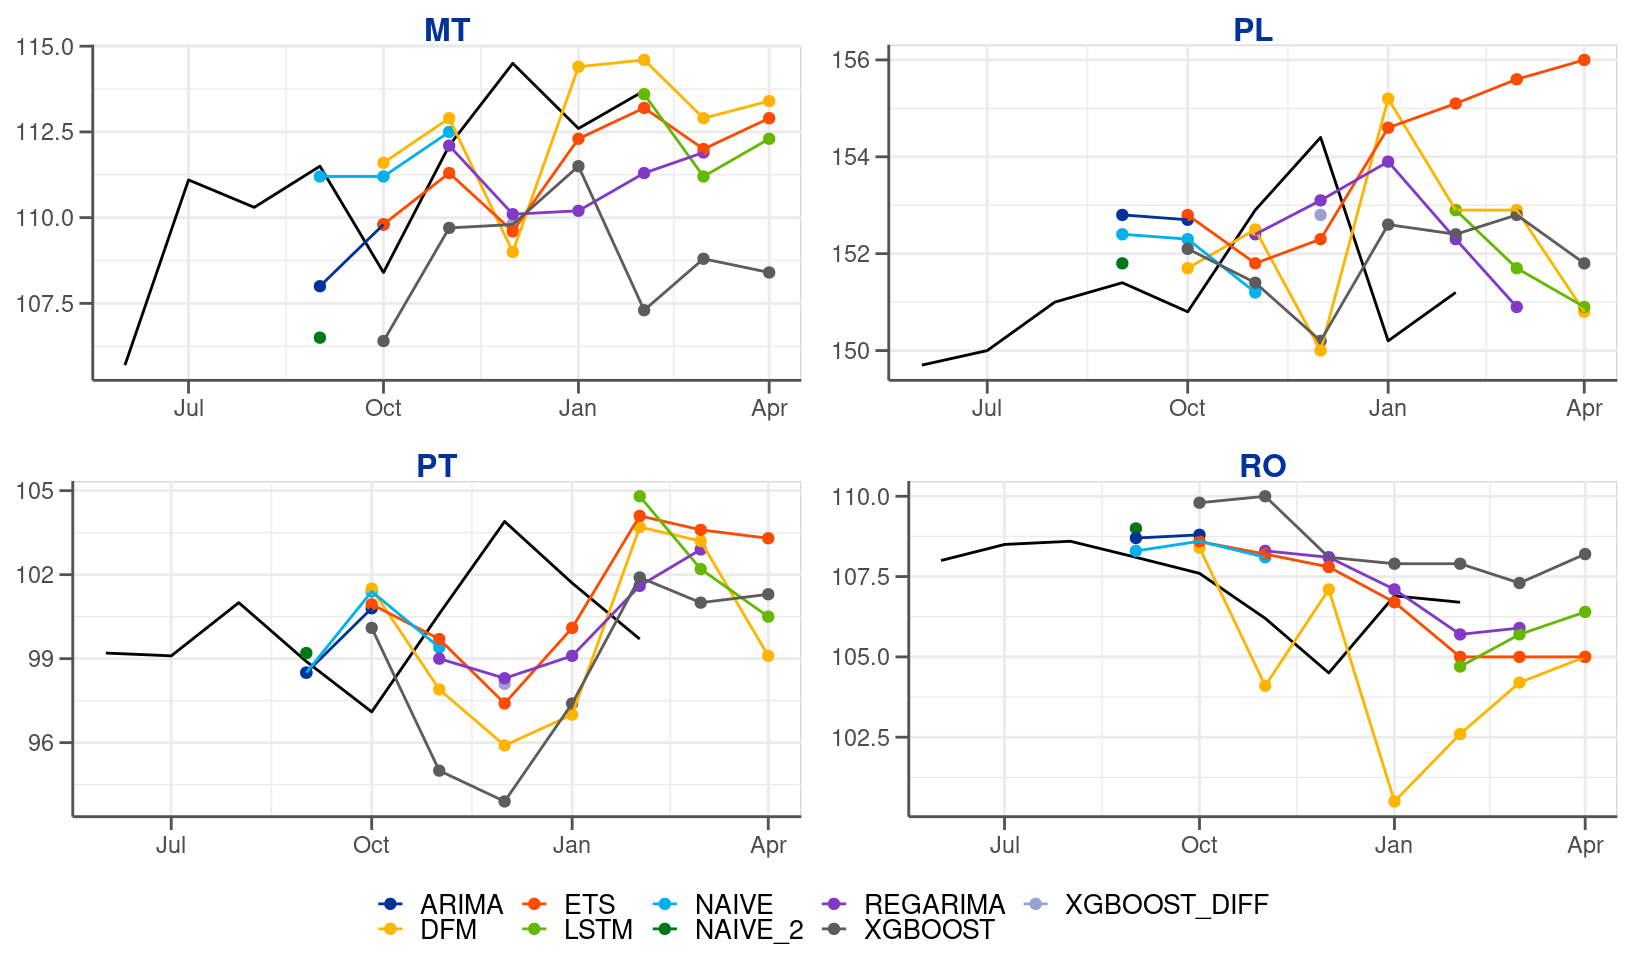 MT
115.0
112.5
110.0
107.5
Jul Oct Jan Apr
PL
156
154
152
150
Jul Oct Jan Apr
PT
105
102
99
96
Jul Oct Jan Apr
RO
110.0
107.5
105.0
102.5
Jul Oct Jan Apr
ARIMA ETS NAIVE REGARIMA XGBOOST_DIFF
DFM LSTM NAIVE_2 XGBOOST